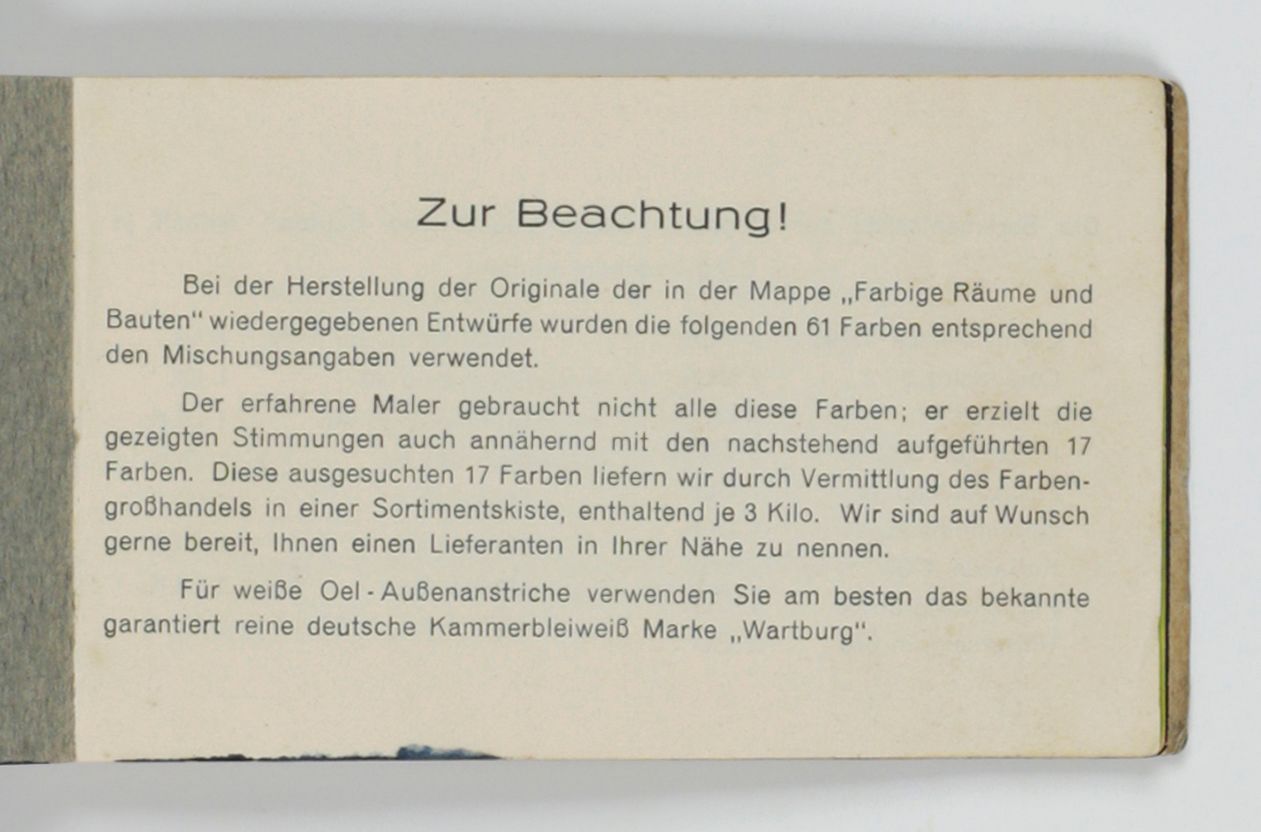 Zur Beachtung!
Bei der Herstellung der Originale der in der Mappe „Farbige Räume und
Bauten“ wiedergegebenen Entwürfe wurden die folgenden 61 Farben entsprechend
den Mischungsangaben verwendet.
Der erfahrene Maler gebraucht nicht alle diese Farben; er erzielt die
gezeigten Stimmungen auch annähernd mit den nachstehend aufgeführten 17
Farben. Diese ausgesuchten 17 Farben liefern wir durch Vermittlung des Farben-
großhandels in einer Sortimentskiste, enthaltend je 3 Kilo. Wir sind auf Wunsch
gerne bereit, Ihnen einen Lieferanten in Ihrer Nähe zu nennen.
Für weiße Oel-Außenanstriche verwenden Sie am besten das bekannte
garantiert reine deutsche Kammerbleiweiß Marke „Wartburg“.